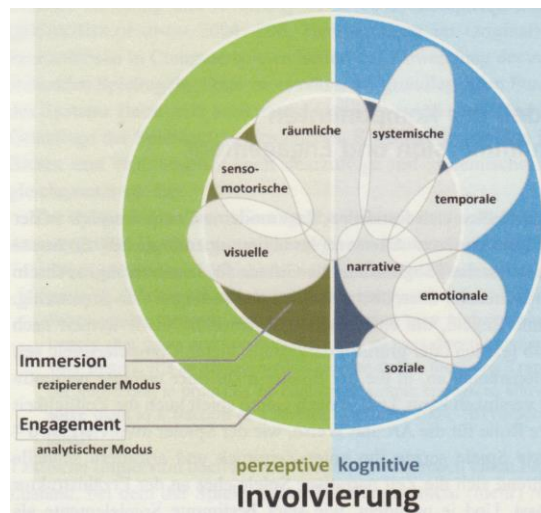 räumliche
systemische
senso-
motorische
temporale
visuelle
narrative
emotionale
soziale
Immersion
rezipierender Modus
Engagement
analytischer Modus
perzeptive kognitive
Involvierung